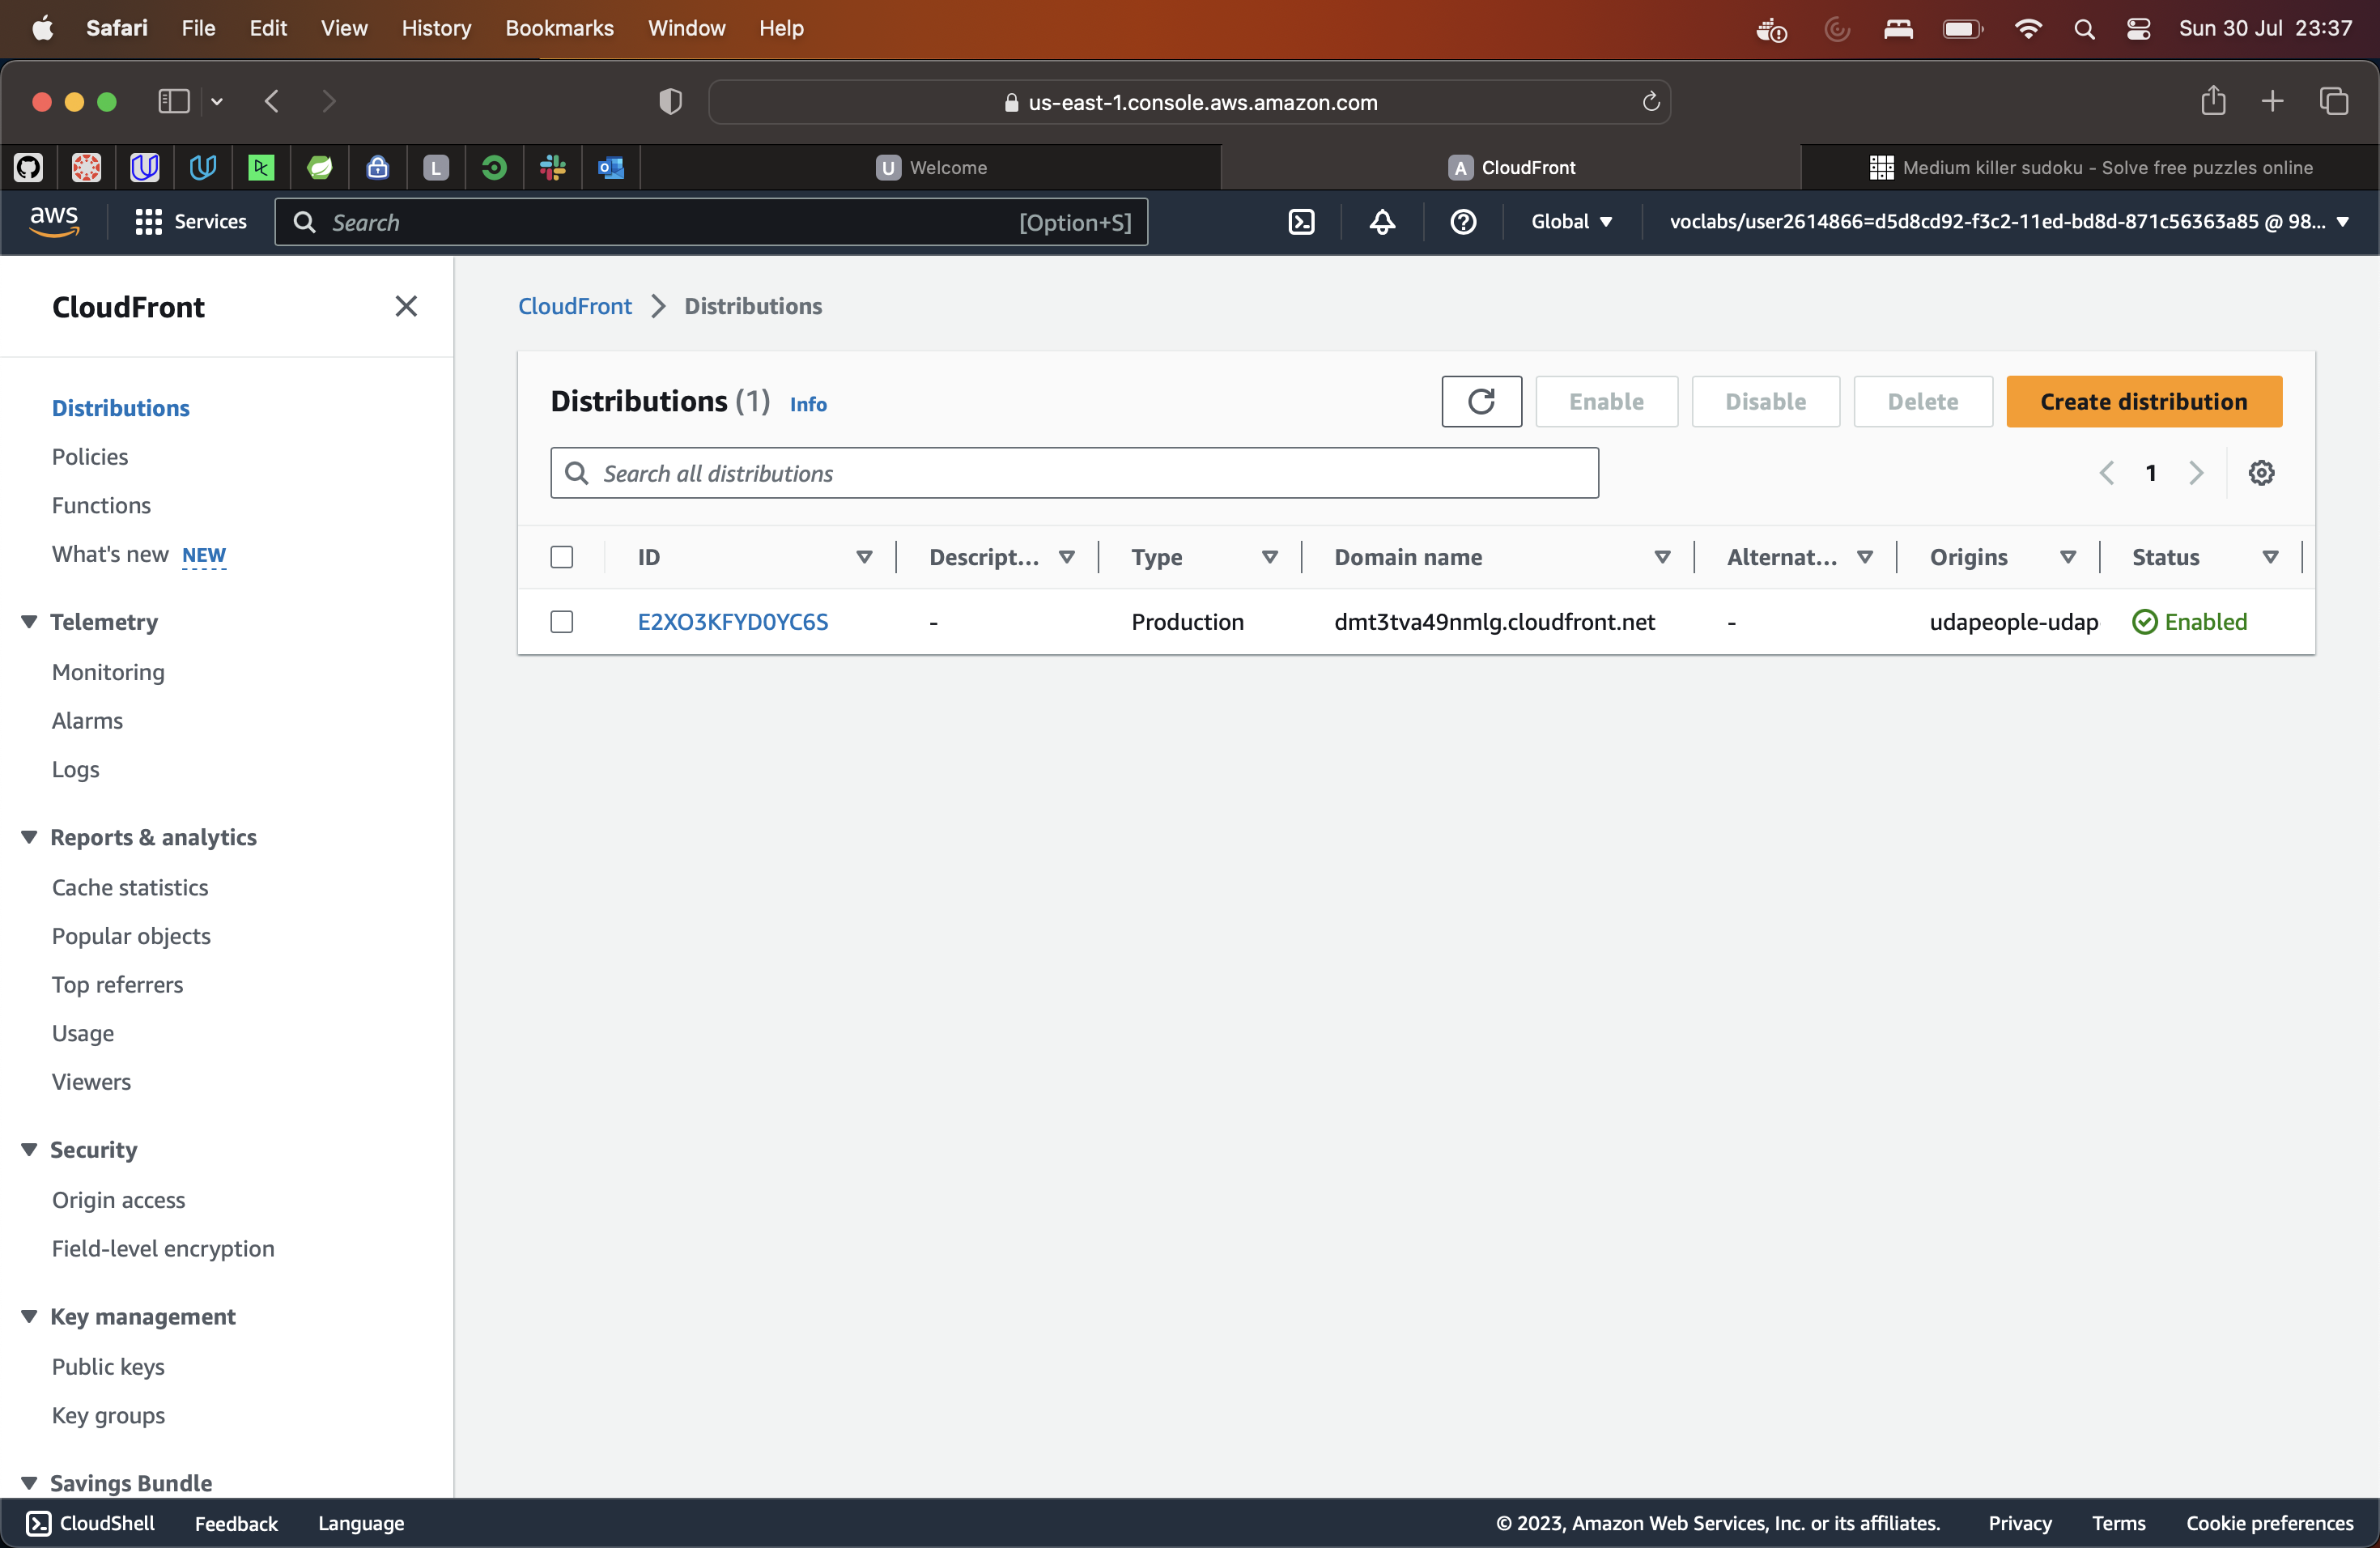 Safari File Edit View History Bookmarks Window Help Sun 30 Jul 23:37
us-east-1.console.aws.amazon.com
L U Welcome A CloudFront Medium killer sudoku - Solve free puzzles online
aws Services Search [Option+S] Global voclabs/user2614866=d5d8cd92-f3c2-11ed-bd8d-871c56363a85 @ 98...
CloudFront
Distributions
Policies
Functions
What's new NEW
Telemetry
Monitoring
Alarms
Logs
Reports & analytics
Cache statistics
Popular objects
Top referrers
Usage
Viewers
Security
Origin access
Field-level encryption
Key management
Public keys
Key groups
Savings Bundle
CloudFront Distributions
Distributions (1) Info Enable Disable Delete Create distribution
Search all distributions 1
ID Descript... Type Domain name Alternat... Origins Status
E2XO3KFYD0YC6S - Production dmt3tva49nmlg.cloudfront.net - udapeople-udap Enabled
CloudShell Feedback Language © 2023, Amazon Web Services, Inc. or its affiliates. Privacy Terms Cookie preferences